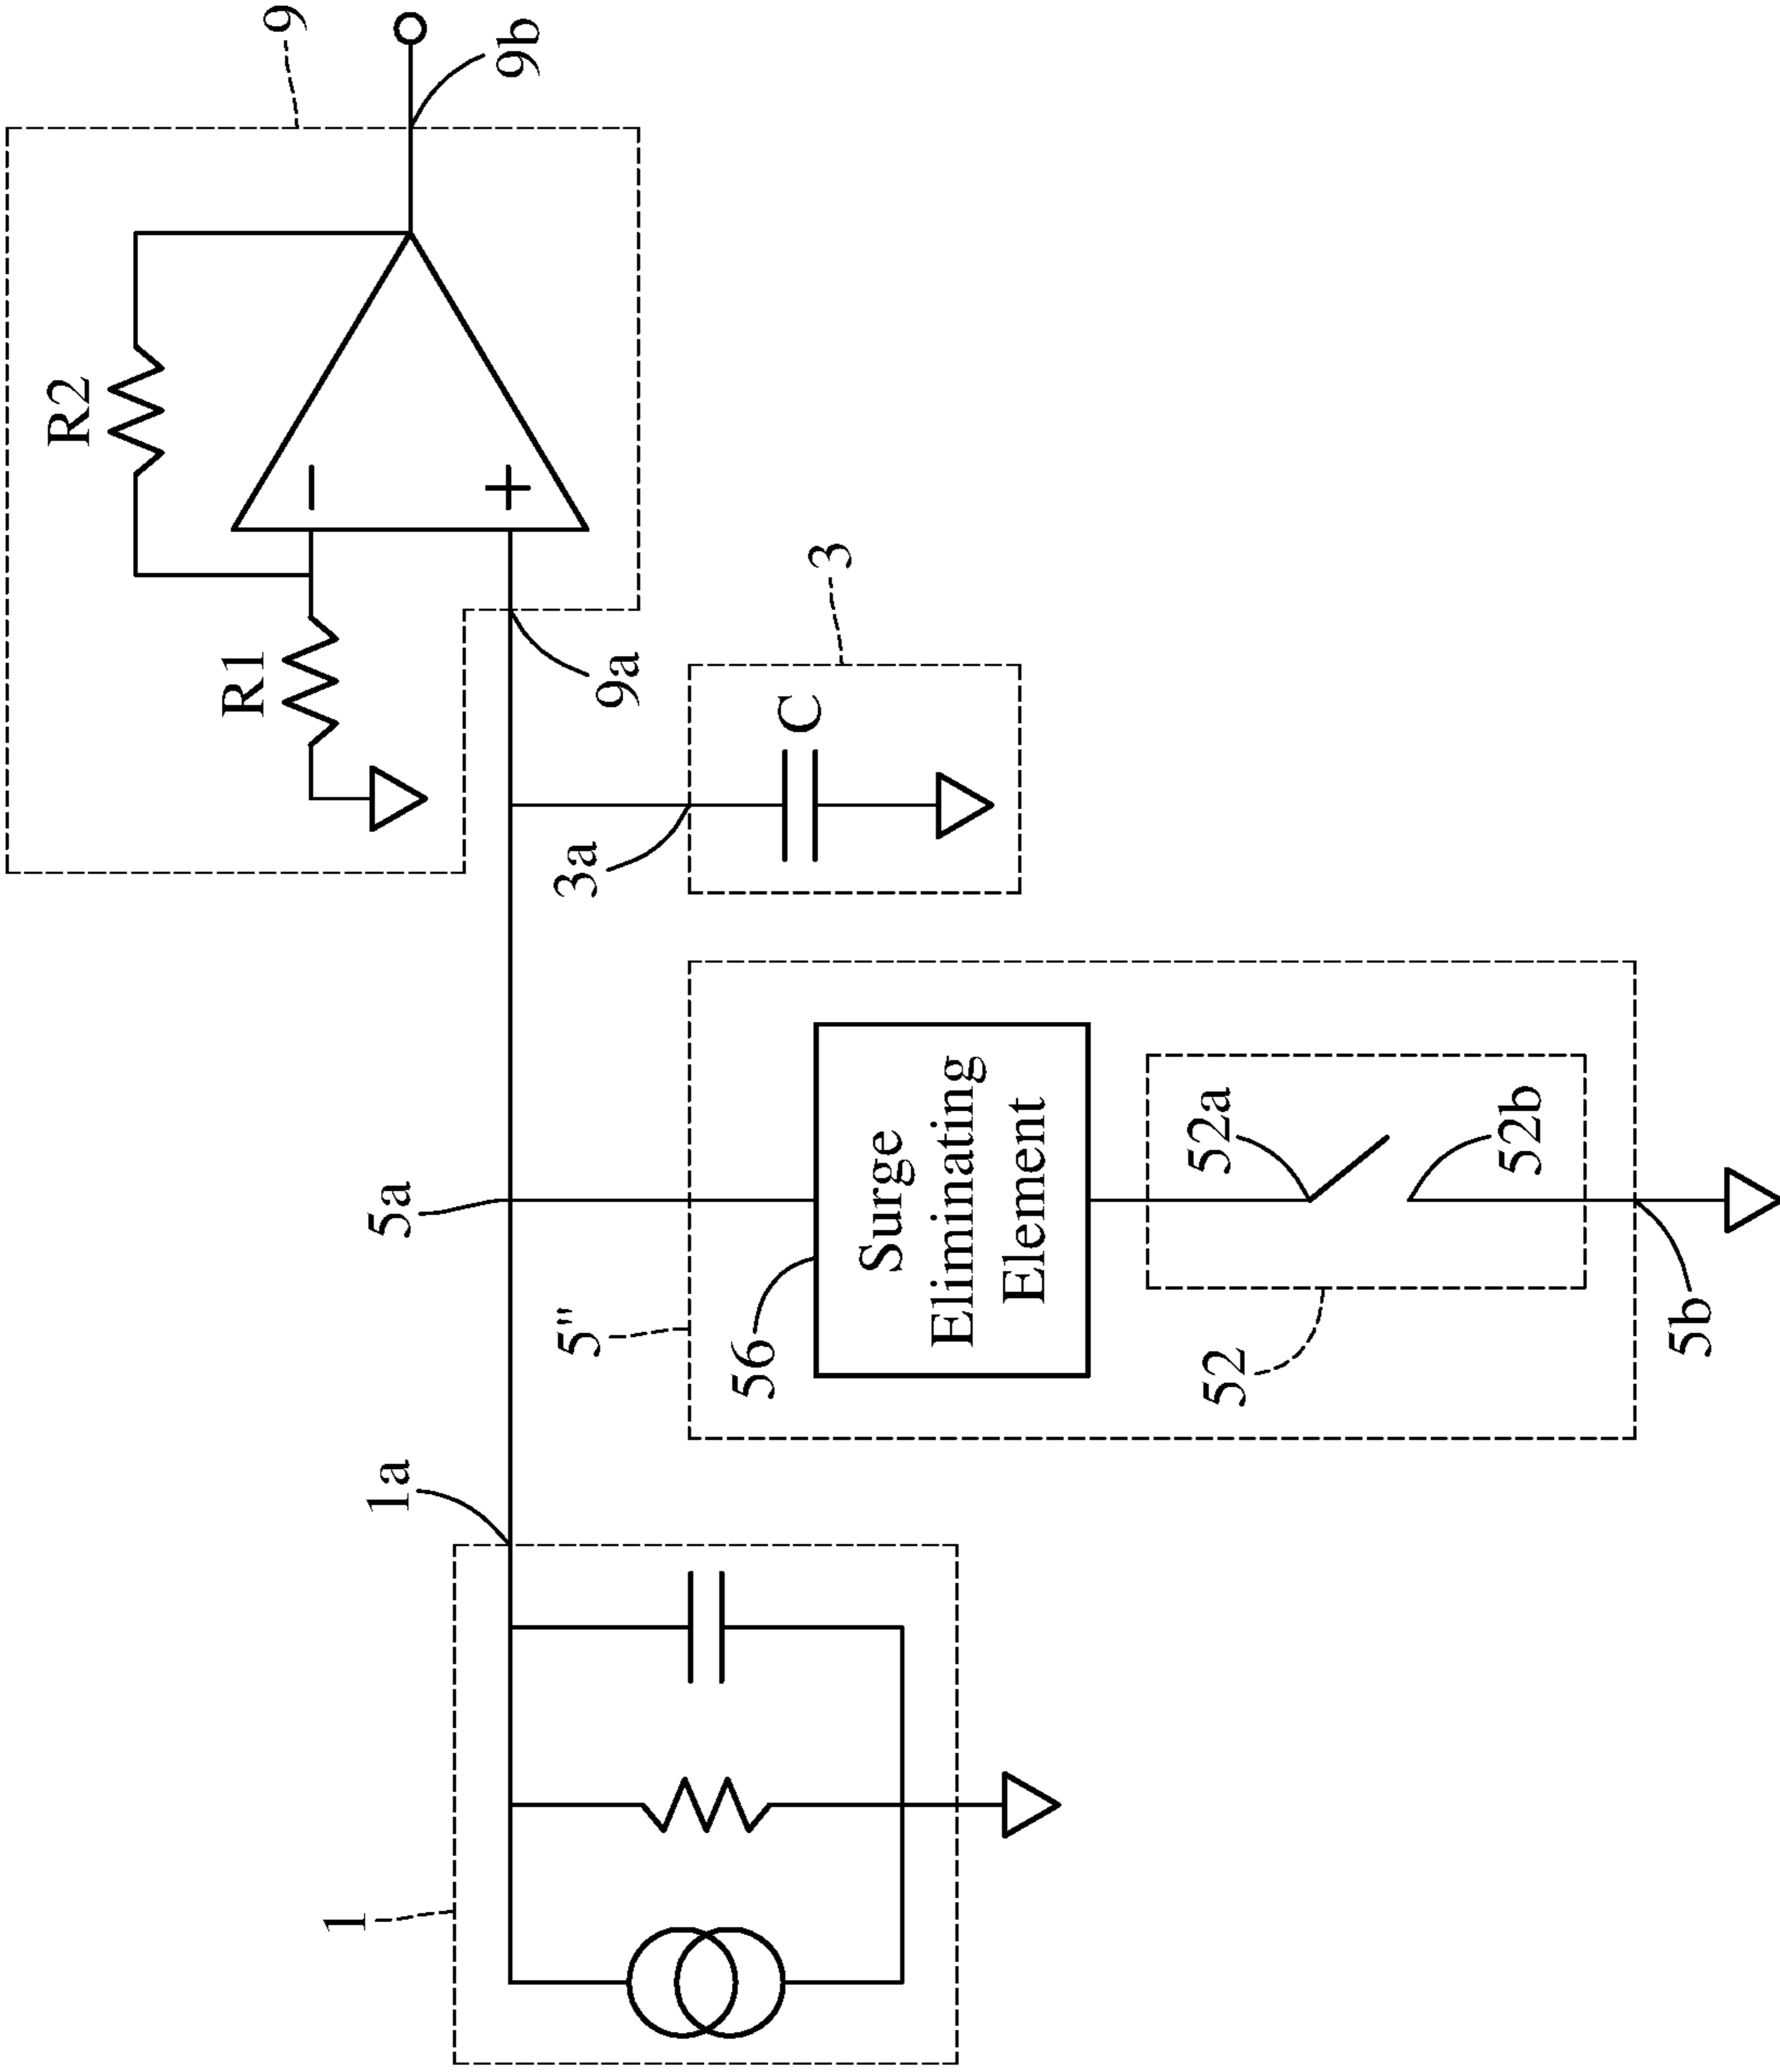 9
R2
−
+
9b
R1
9a
3
C
3a
5a
5"
56
Surge
Eliminating
Element
52a
52b
52
5b
1a
1